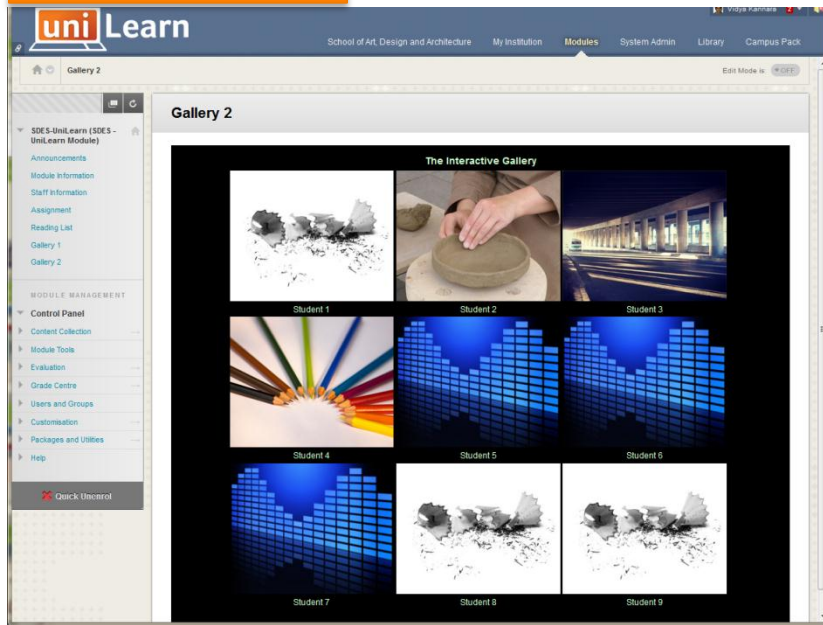 uniLearn
Vidya Kannara 2
School of Art, Design and Architecture My Institution Modules System Admin Library Campus Pack
Gallery 2
Edit Mode is: OFF
Gallery 2
SDES-UniLearn (SDES -
UniLearn Module)
Announcements
Module Information
Staff Information
Assignment
Reading List
Gallery 1
Gallery 2
MODULE MANAGEMENT
Control Panel
Content Collection
Module Tools
Evaluation
Grade Centre
Users and Groups
Customisation
Packages and Utilities
Help
Quick Unenrol
The Interactive Gallery
Student 1 Student 2 Student 3
Student 4 Student 5 Student 6
Student 7 Student 8 Student 9